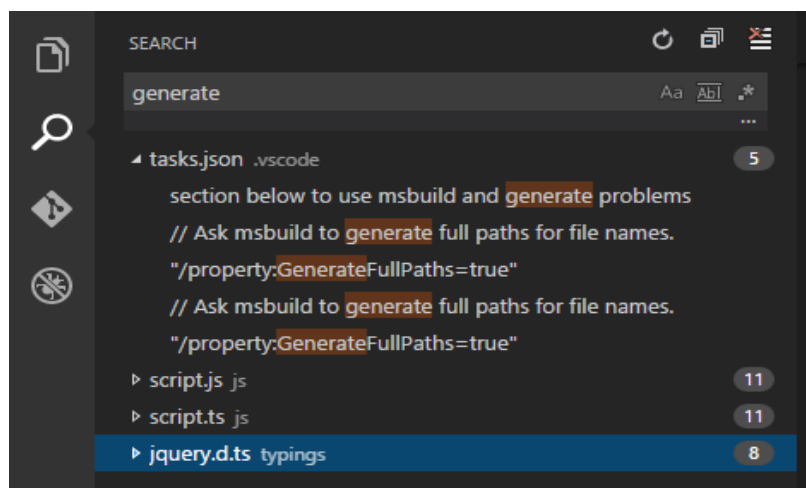 SEARCH
generate Aa Abl .*
...
tasks.json .vscode 5
section below to use msbuild and generate problems
// Ask msbuild to generate full paths for file names.
"/property:GenerateFullPaths=true"
// Ask msbuild to generate full paths for file names.
"/property:GenerateFullPaths=true"
script.js js 11
script.ts js 11
jquery.d.ts typings 8